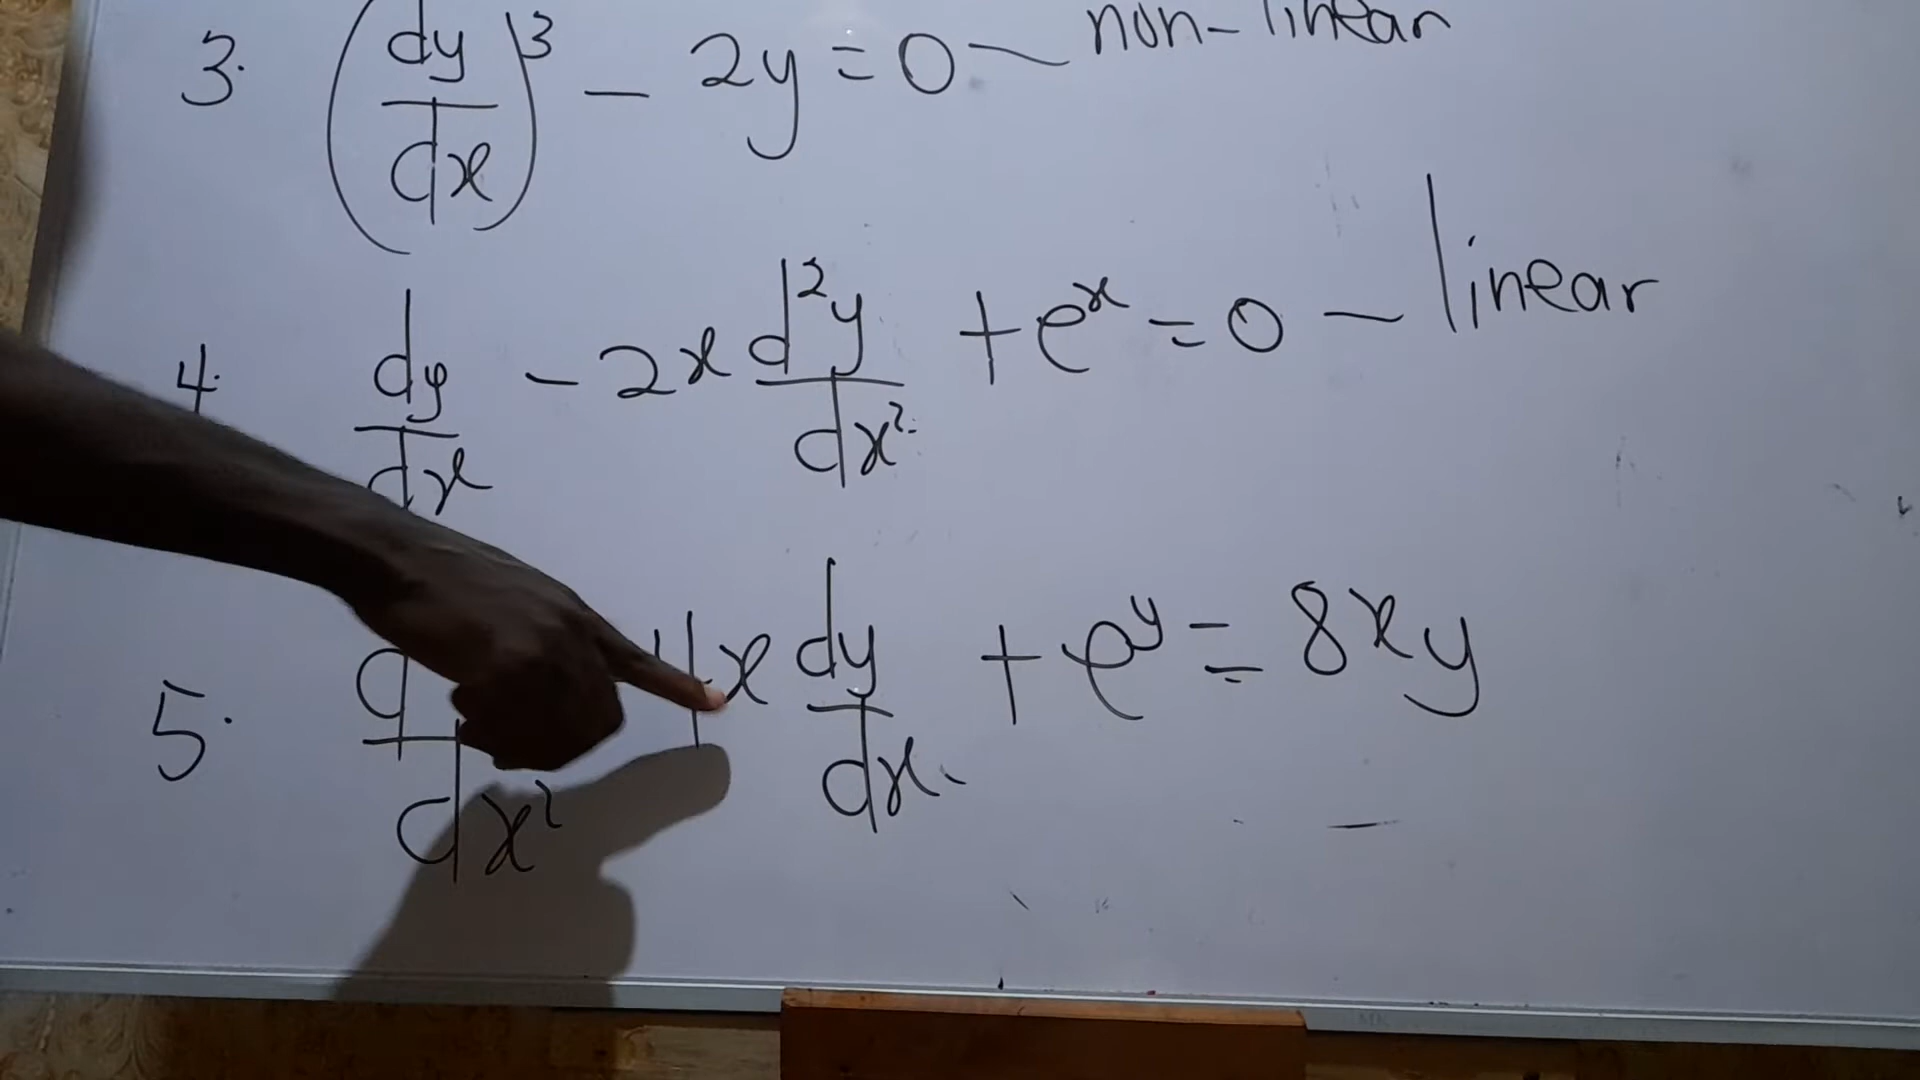 3. (dy/dx)³ - 2y = 0 ~ non-linear
4. dy/dx - 2x d²y/dx² + e^x = 0 - linear
5. d /dx² 4x dy/dx + e^y = 8xy